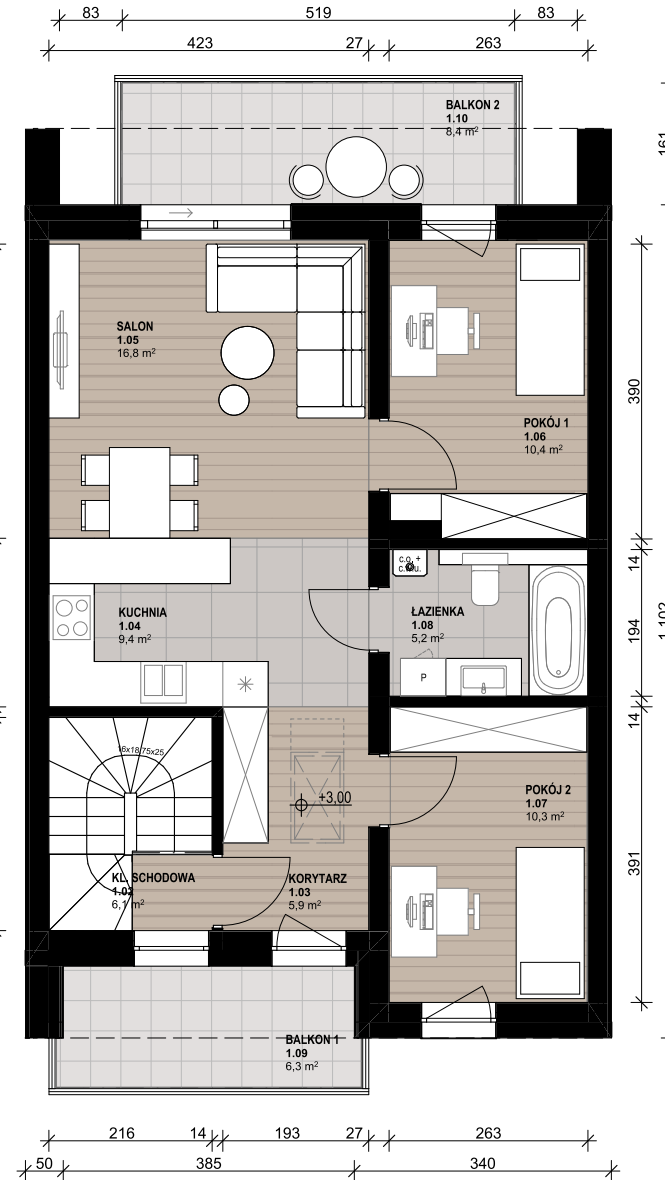 83 519 83
423 27 263
BALKON 2
1.10
8,4 m²
161
SALON
1.05
16,8 m²
390
POKÓJ 1
1.06
10,4 m²
c.o. +
14
KUCHNIA
1.04
9,4 m²
ŁAZIENKA
1.08
5,2 m²
194
1 102
P
14
16x18,75x25
+3,00
POKÓJ 2
1.07
10,3 m²
391
KL. SCHODOWA
1.02
6,1 m²
KORYTARZ
1.03
5,9 m²
BALKON 1
1.09
6,3 m²
216 14 193 27 263
50 385 340